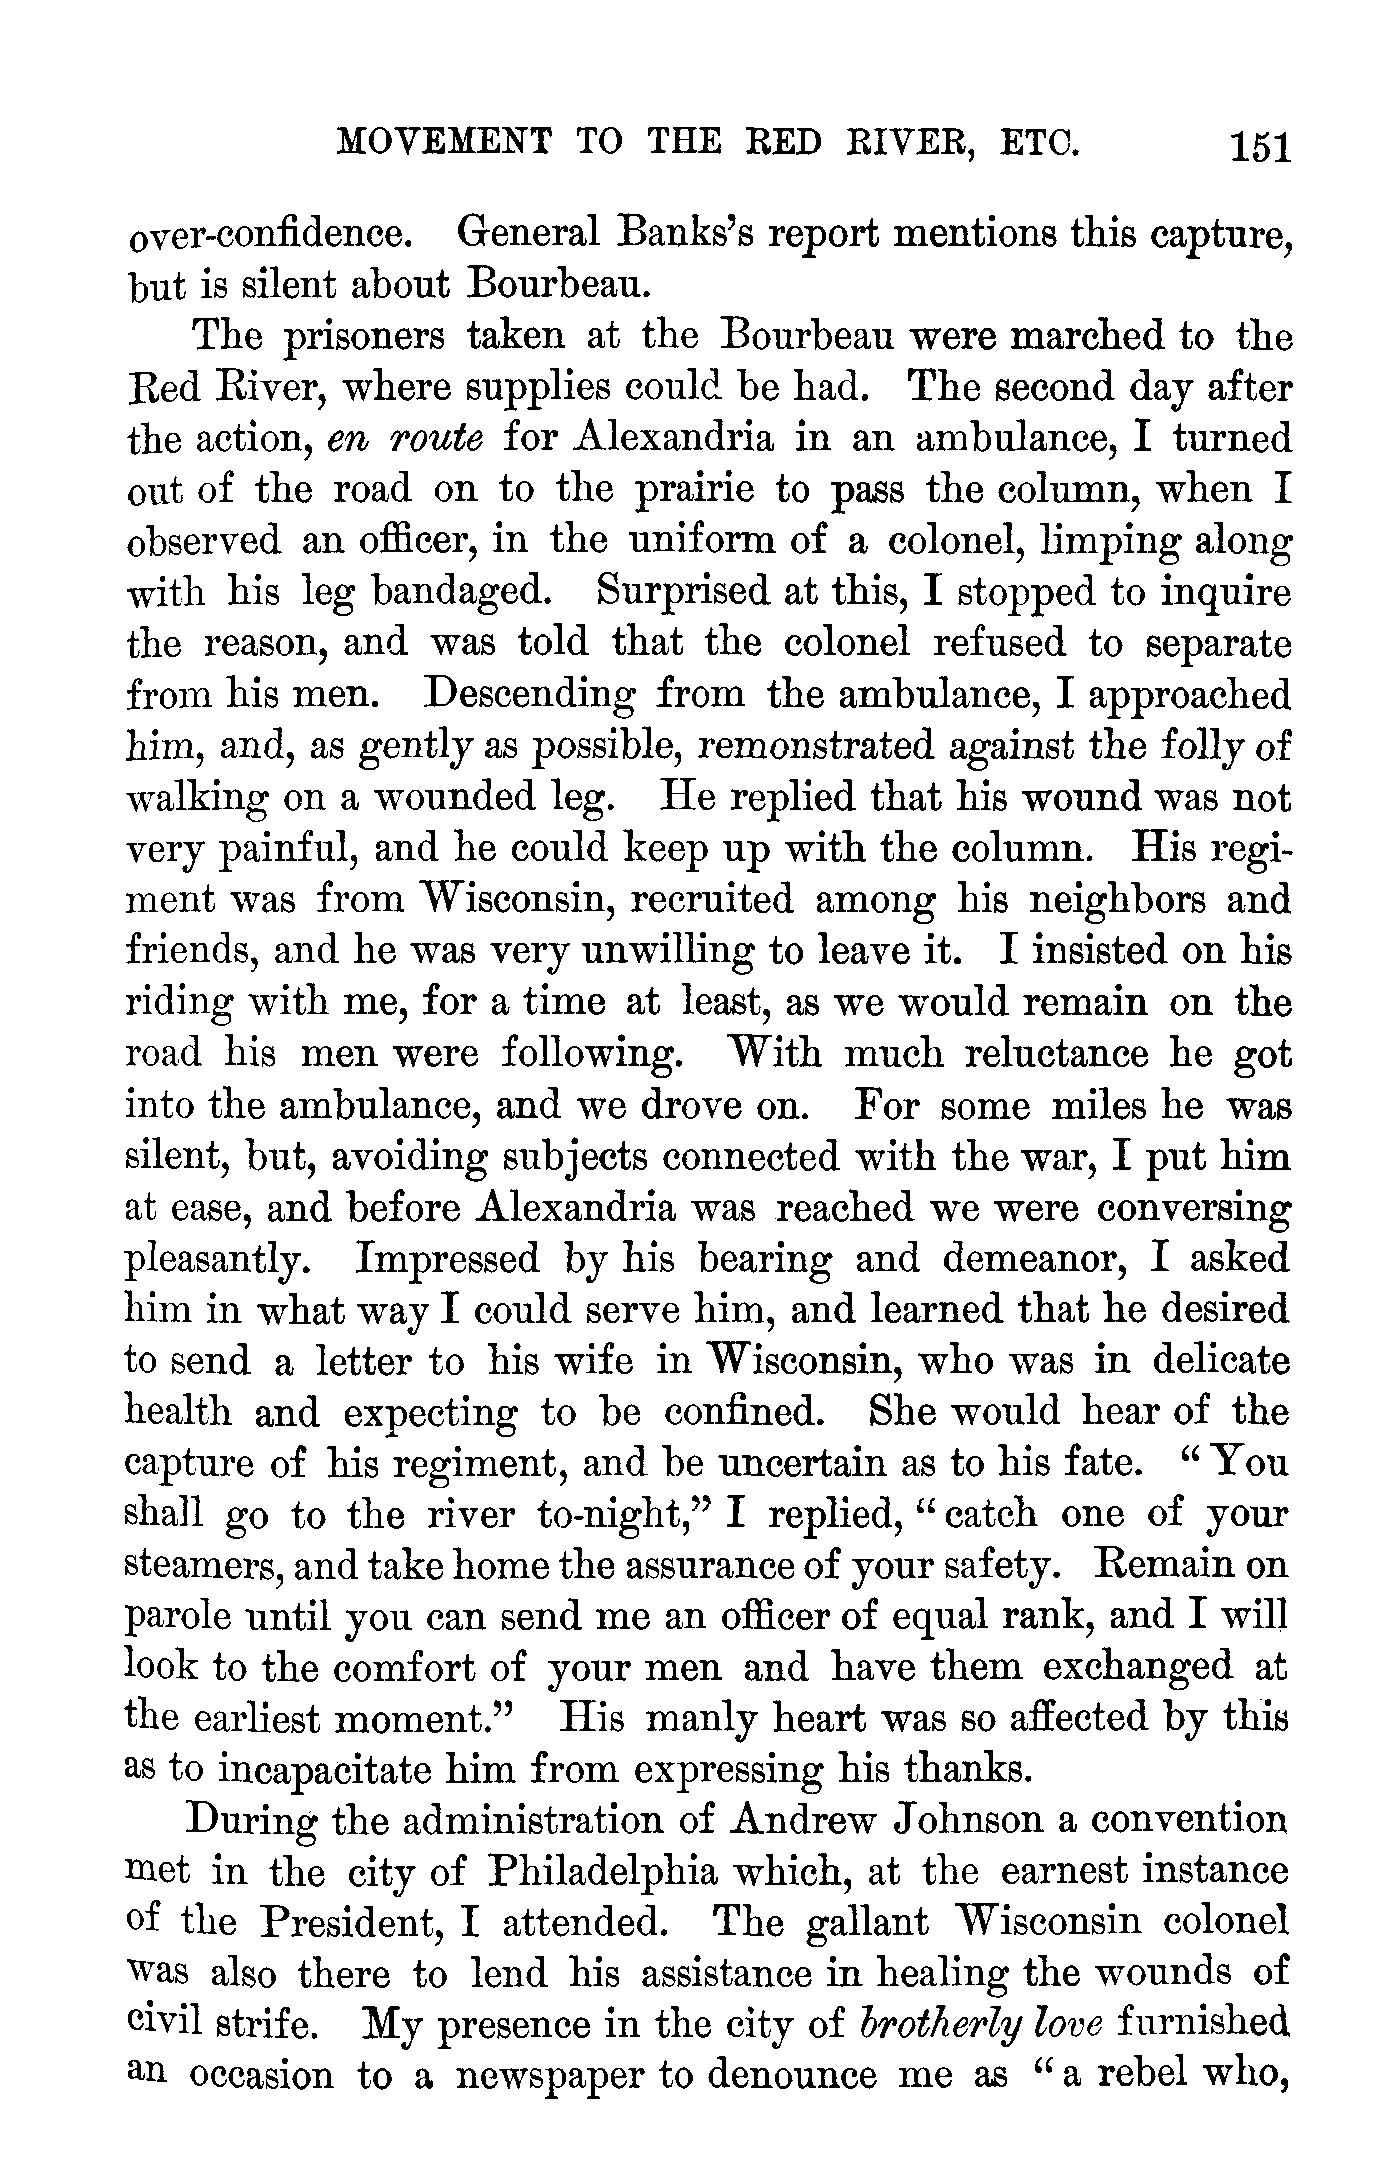 MOVEMENT TO THE RED RIVER, ETC. 151
over-confidence. General Banks's report mentions this capture,
but is silent about Bourbeau.
The prisoners taken at the Bourbeau were marched to the
Red River, where supplies could be had. The second day after
the action, en route for Alexandria in an ambulance, I turned
out of the road on to the prairie to pass the column, when I
observed an officer, in the uniform of a colonel, limping along
with his leg bandaged. Surprised at this, I stopped to inquire
the reason, and was told that the colonel refused to separate
from his men. Descending from the ambulance, I approached
him, and, as gently as possible, remonstrated against the folly of
walking on a wounded leg. He replied that his wound was not
very painful, and he could keep up with the column. His regi-
ment was from Wisconsin, recruited among his neighbors and
friends, and he was very unwilling to leave it. I insisted on his
riding with me, for a time at least, as we would remain on the
road his men were following. With much reluctance he got
into the ambulance, and we drove on. For some miles he was
silent, but, avoiding subjects connected with the war, I put him
at ease, and before Alexandria was reached we were conversing
pleasantly. Impressed by his bearing and demeanor, I asked
him in what way I could serve him, and learned that he desired
to send a letter to his wife in Wisconsin, who was in delicate
health and expecting to be confined. She would hear of the
capture of his regiment, and be uncertain as to his fate. "You
shall go to the river to-night," I replied, "catch one of your
steamers, and take home the assurance of your safety. Remain on
parole until you can send me an officer of equal rank, and I will
look to the comfort of your men and have them exchanged at
the earliest moment." His manly heart was so affected by this
as to incapacitate him from expressing his thanks.
During the administration of Andrew Johnson a convention
met in the city of Philadelphia which, at the earnest instance
of the President, I attended. The gallant Wisconsin colonel
was also there to lend his assistance in healing the wounds of
civil strife. My presence in the city of brotherly love furnished
an occasion to a newspaper to denounce me as "a rebel who,